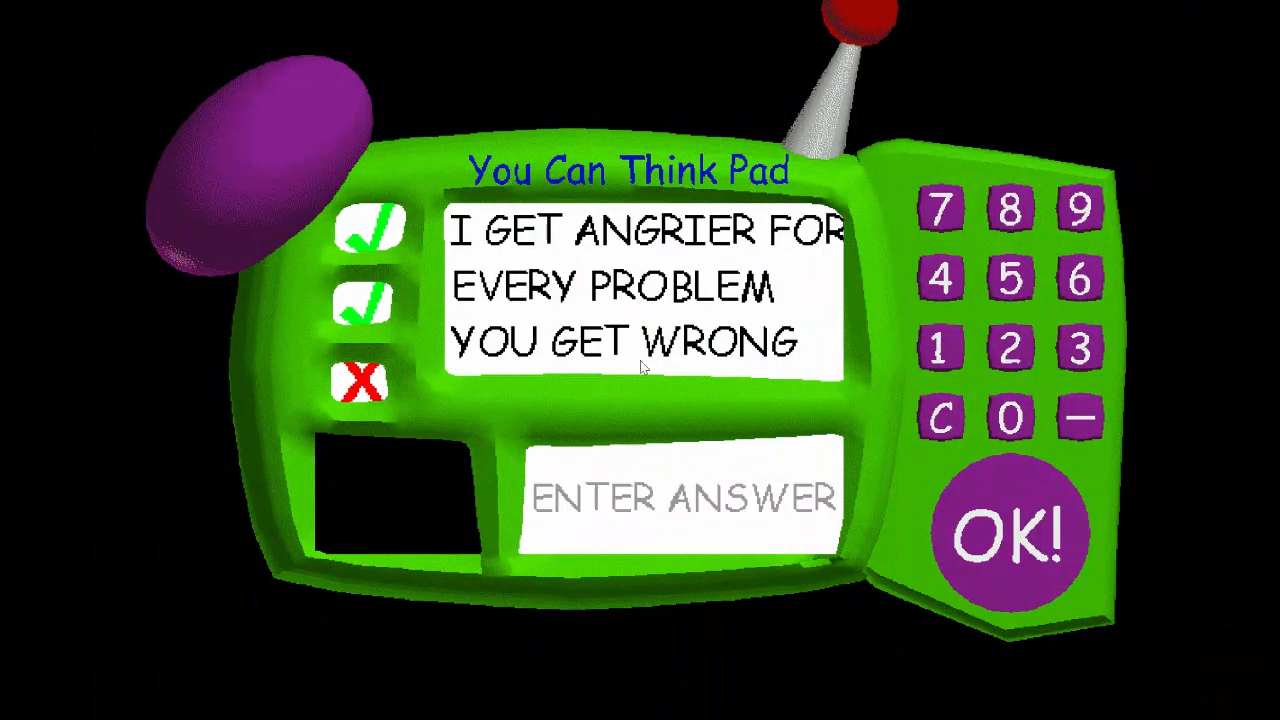 You Can Think Pad
I GET ANGRIER FOR
EVERY PROBLEM
YOU GET WRONG
ENTER ANSWER
7 8 9
4 5 6
1 2 3
C 0 –
OK!